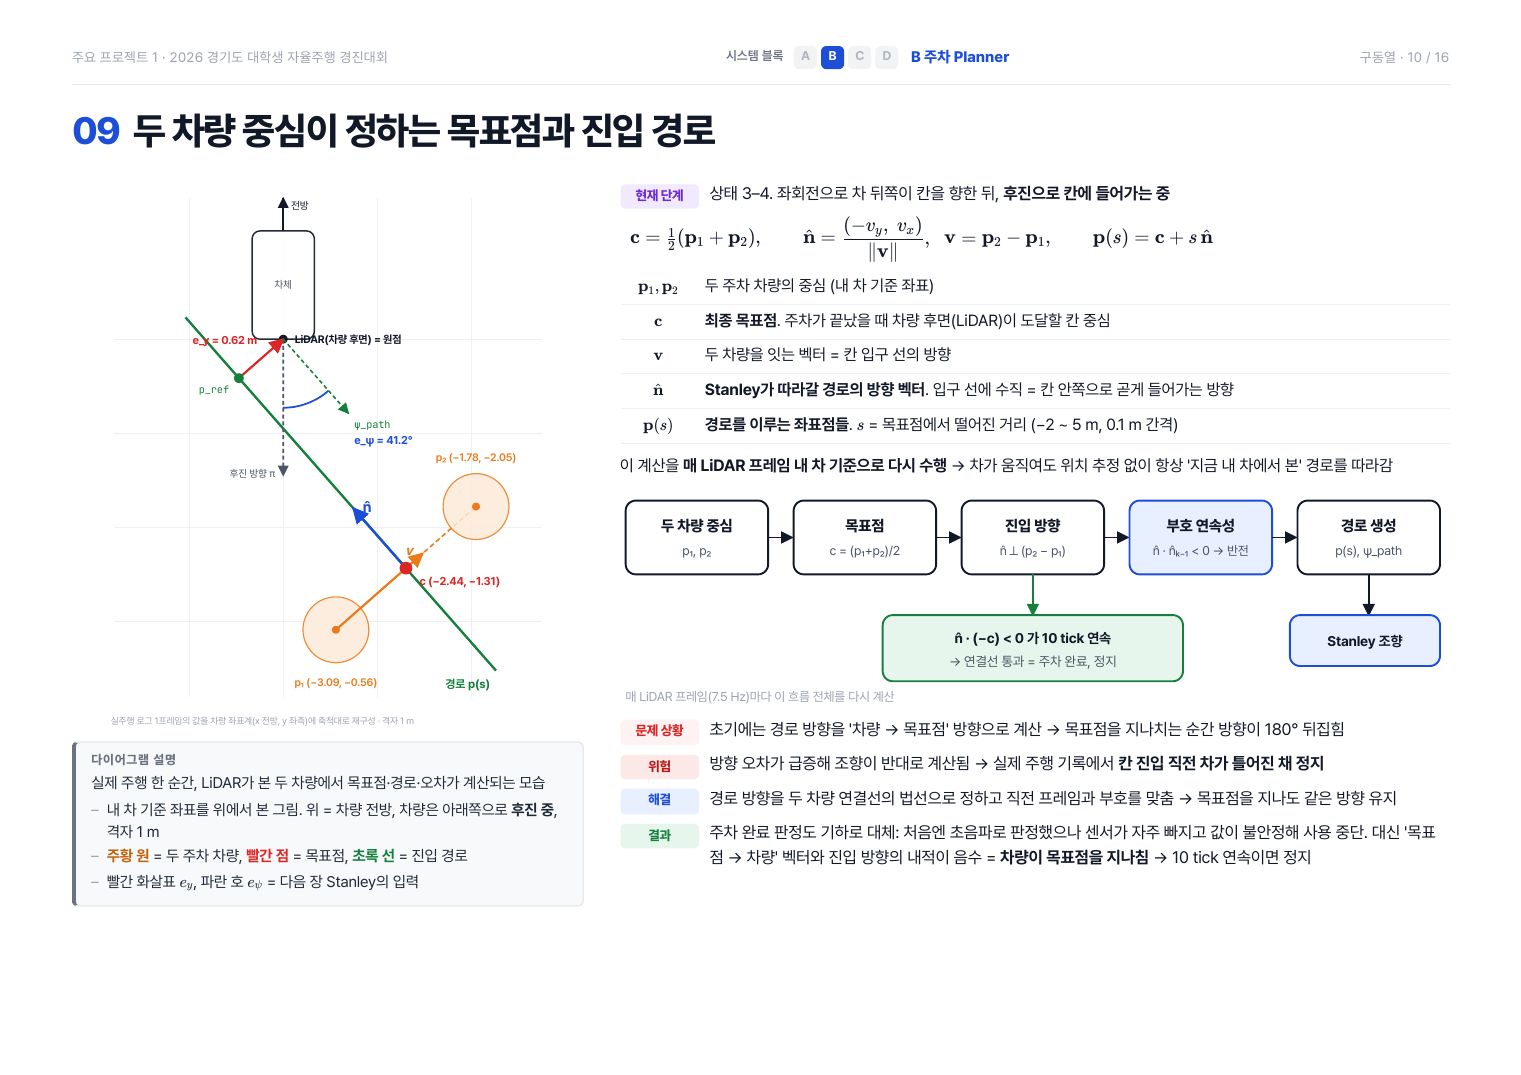 주요 프로젝트 1 · 2026 경기도 대학생 자율주행 경진대회
시스템 블록 A B C D B 주차 Planner
구동열 · 10 / 16
09 두 차량 중심이 정하는 목표점과 진입 경로
전방
차체
e_y = 0.62 m
LiDAR(차량 후면) = 원점
p_ref
ψ_path
e_ψ = 41.2°
후진 방향 π
p₂ (−1.78, −2.05)
n̂
v
c (−2.44, −1.31)
p₁ (−3.09, −0.56)
경로 p(s)
실주행 로그 1프레임의 값을 차량 좌표계(x 전방, y 좌측)에 축척대로 재구성 · 격자 1 m
다이어그램 설명
실제 주행 한 순간, LiDAR가 본 두 차량에서 목표점·경로·오차가 계산되는 모습
– 내 차 기준 좌표를 위에서 본 그림. 위 = 차량 전방, 차량은 아래쪽으로 후진 중,
격자 1 m
– 주황 원 = 두 주차 차량, 빨간 점 = 목표점, 초록 선 = 진입 경로
– 빨간 화살표 e_y, 파란 호 e_ψ = 다음 장 Stanley의 입력
현재 단계 상태 3–4. 좌회전으로 차 뒤쪽이 칸을 향한 뒤, 후진으로 칸에 들어가는 중
c = ½(p₁ + p₂), n̂ = (−v_y, v_x) / ‖v‖, v = p₂ − p₁, p(s) = c + s n̂
p₁, p₂ 두 주차 차량의 중심 (내 차 기준 좌표)
c 최종 목표점. 주차가 끝났을 때 차량 후면(LiDAR)이 도달할 칸 중심
v 두 차량을 잇는 벡터 = 칸 입구 선의 방향
n̂ Stanley가 따라갈 경로의 방향 벡터. 입구 선에 수직 = 칸 안쪽으로 곧게 들어가는 방향
p(s) 경로를 이루는 좌표점들. s = 목표점에서 떨어진 거리 (−2 ~ 5 m, 0.1 m 간격)
이 계산을 매 LiDAR 프레임 내 차 기준으로 다시 수행 → 차가 움직여도 위치 추정 없이 항상 '지금 내 차에서 본' 경로를 따라감
두 차량 중심
p₁, p₂
목표점
c = (p₁+p₂)/2
진입 방향
n̂ ⊥ (p₂ − p₁)
부호 연속성
n̂ · n̂ₖ₋₁ < 0 → 반전
경로 생성
p(s), ψ_path
n̂ · (−c) < 0 가 10 tick 연속
→ 연결선 통과 = 주차 완료, 정지
Stanley 조향
매 LiDAR 프레임(7.5 Hz)마다 이 흐름 전체를 다시 계산
문제 상황 초기에는 경로 방향을 '차량 → 목표점' 방향으로 계산 → 목표점을 지나치는 순간 방향이 180° 뒤집힘
위험 방향 오차가 급증해 조향이 반대로 계산됨 → 실제 주행 기록에서 칸 진입 직전 차가 틀어진 채 정지
해결 경로 방향을 두 차량 연결선의 법선으로 정하고 직전 프레임과 부호를 맞춤 → 목표점을 지나도 같은 방향 유지
결과 주차 완료 판정도 기하로 대체: 처음엔 초음파로 판정했으나 센서가 자주 빠지고 값이 불안정해 사용 중단. 대신 '목표
점 → 차량' 벡터와 진입 방향의 내적이 음수 = 차량이 목표점을 지나침 → 10 tick 연속이면 정지